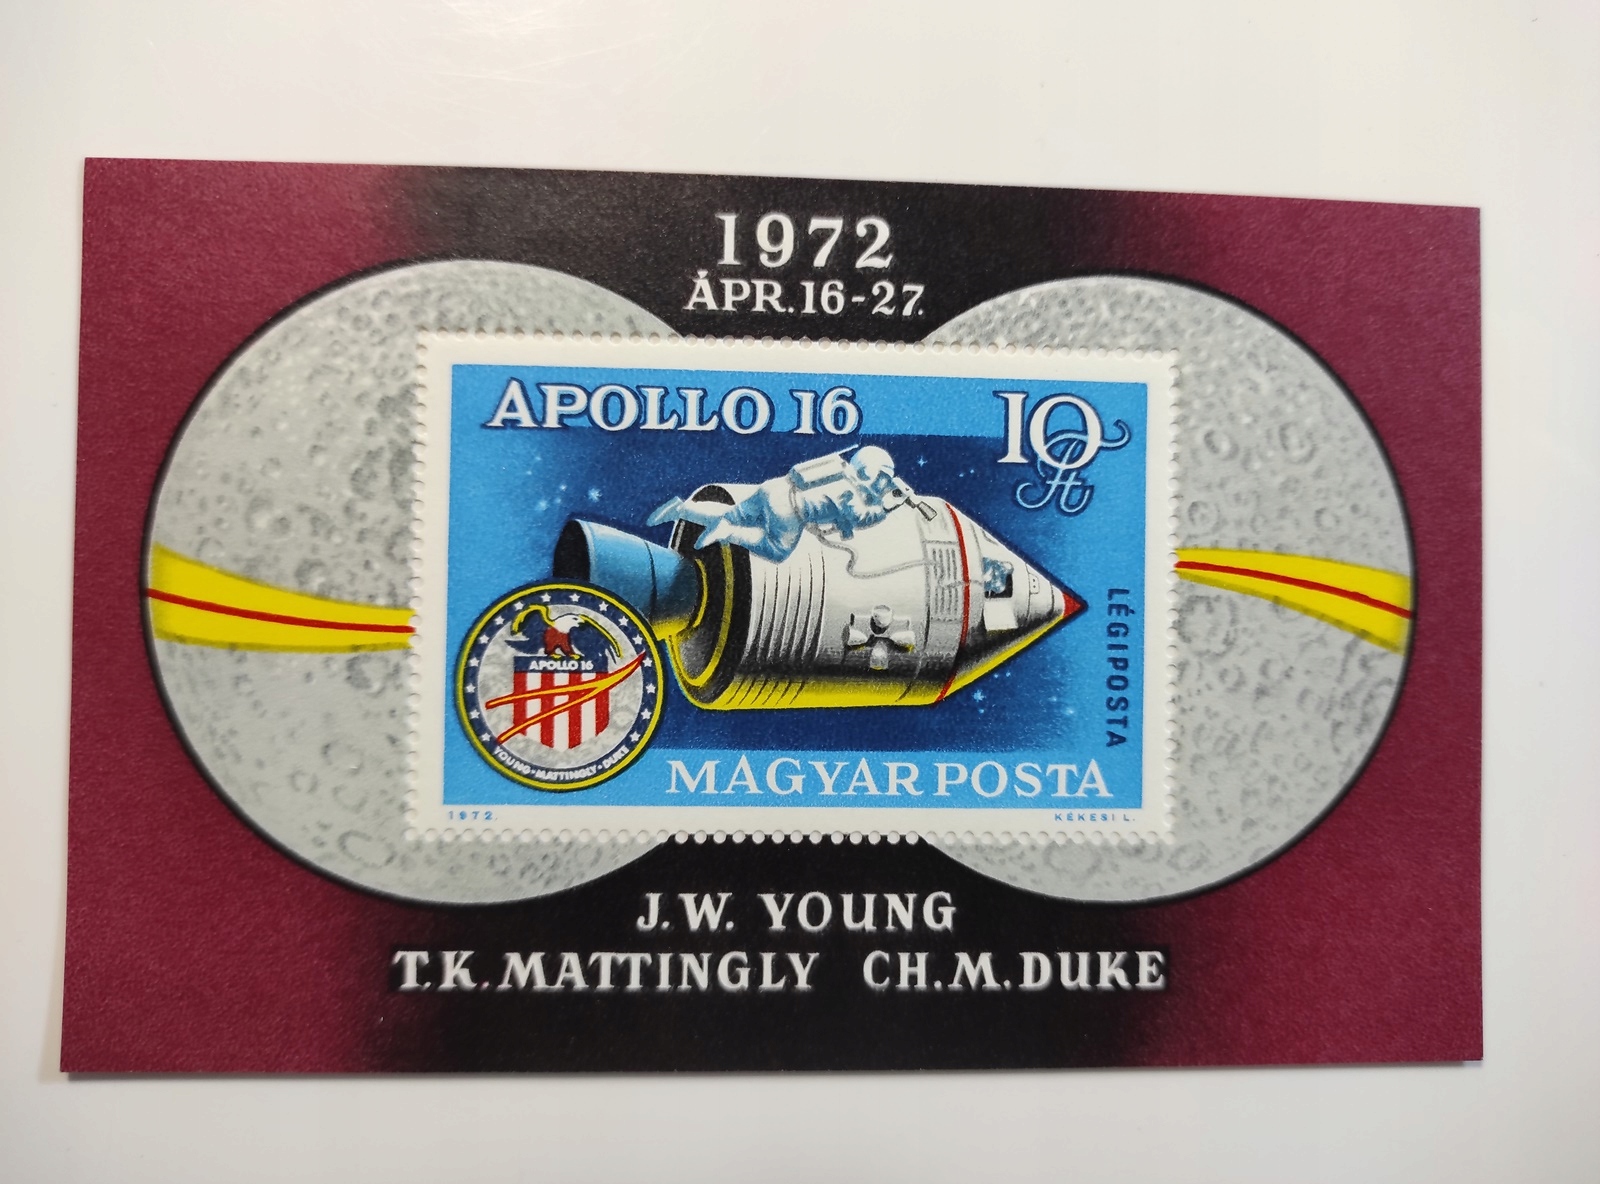 1972
ÁPR.16-27.
APOLLO 16
10 Ft
LÉGIPOSTA
APOLLO 16
YOUNG·MATTINGLY·DUKE
MAGYAR POSTA
1972.
KÉKESI L.
J.W. YOUNG
T.K.MATTINGLY CH.M.DUKE